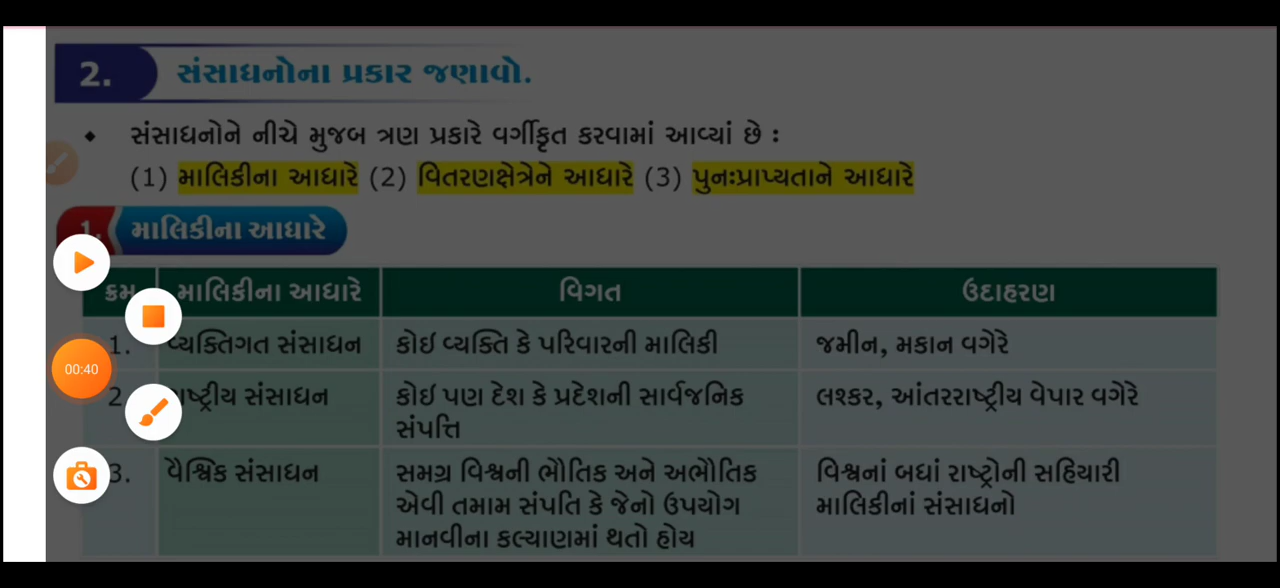 2. સંસાધનોના પ્રકાર જણાવો.
◆ સંસાધનોને નીચે મુજબ ત્રણ પ્રકારે વર્ગીકૃત કરવામાં આવ્યાં છે :
(1) માલિકીના આધારે (2) વિતરણક્ષેત્રેને આધારે (3) પુનઃપ્રાપ્યતાને આધારે
1. માલિકીના આધારે
ક્રમ માલિકીના આધારે વિગત ઉદાહરણ
1. વ્યક્તિગત સંસાધન કોઈ વ્યક્તિ કે પરિવારની માલિકી જમીન, મકાન વગેરે
2 રાષ્ટ્રીય સંસાધન કોઈ પણ દેશ કે પ્રદેશની સાર્વજનિક લશ્કર, આંતરરાષ્ટ્રીય વેપાર વગેરે
સંપત્તિ
3. વૈશ્વિક સંસાધન સમગ્ર વિશ્વની ભૌતિક અને અભૌતિક વિશ્વનાં બધાં રાષ્ટ્રોની સહિયારી
એવી તમામ સંપતિ કે જેનો ઉપયોગ માલિકીનાં સંસાધનો
માનવીના કલ્યાણમાં થતો હોય
00:40